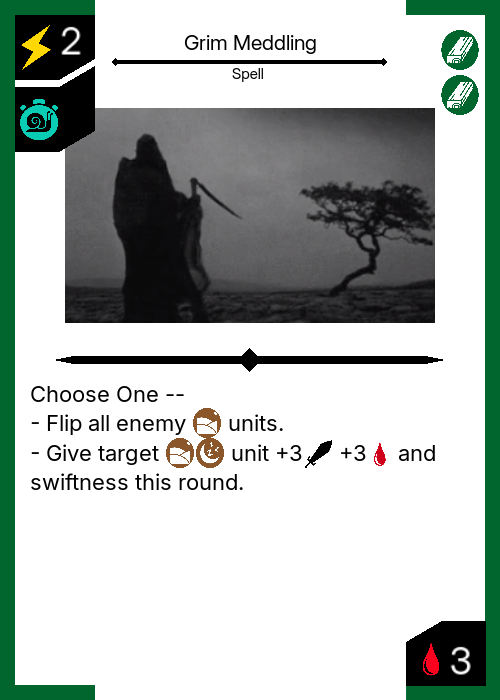 2
Grim Meddling
Spell
Choose One --
- Flip all enemy units.
- Give target unit +3 +3 and
swiftness this round.
3